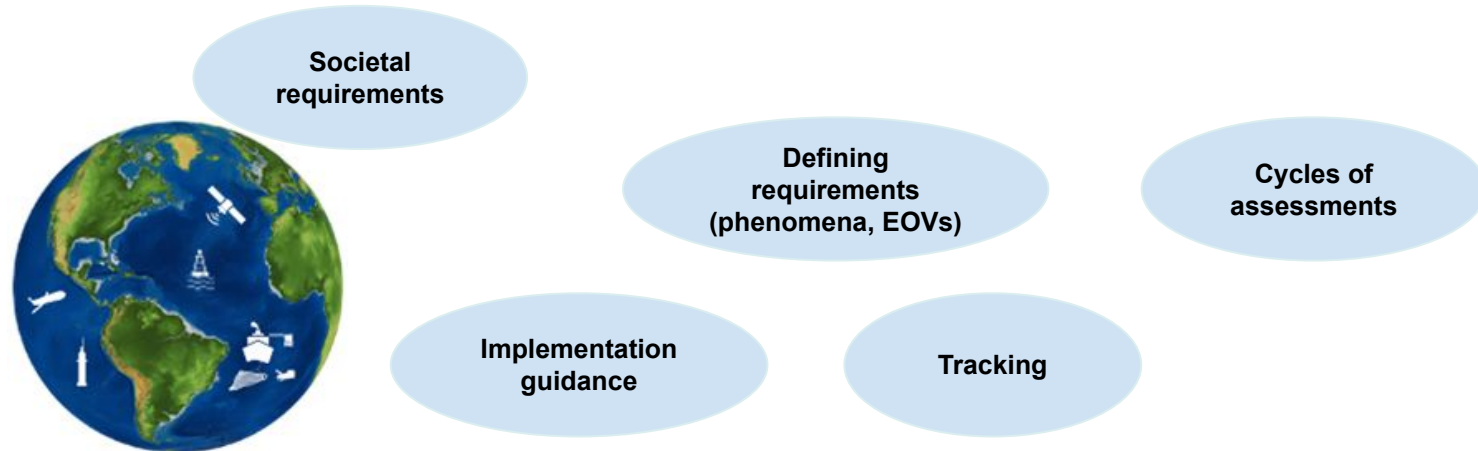 Societal
requirements
Defining
requirements
(phenomena, EOVs)
Cycles of
assessments
Implementation
guidance
Tracking